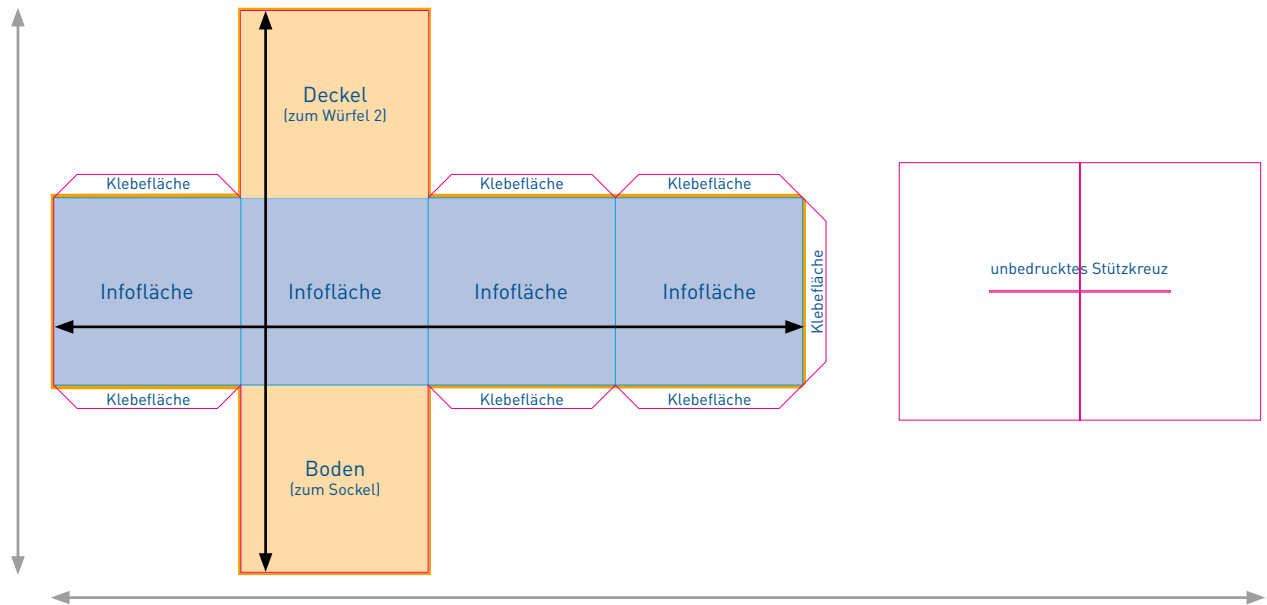 Deckel
(zum Würfel 2)
Klebefläche
Klebefläche
Klebefläche
Infofläche
Infofläche
Infofläche
Infofläche
Klebefläche
unbedrucktes Stützkreuz
Klebefläche
Klebefläche
Klebefläche
Boden
(zum Sockel)